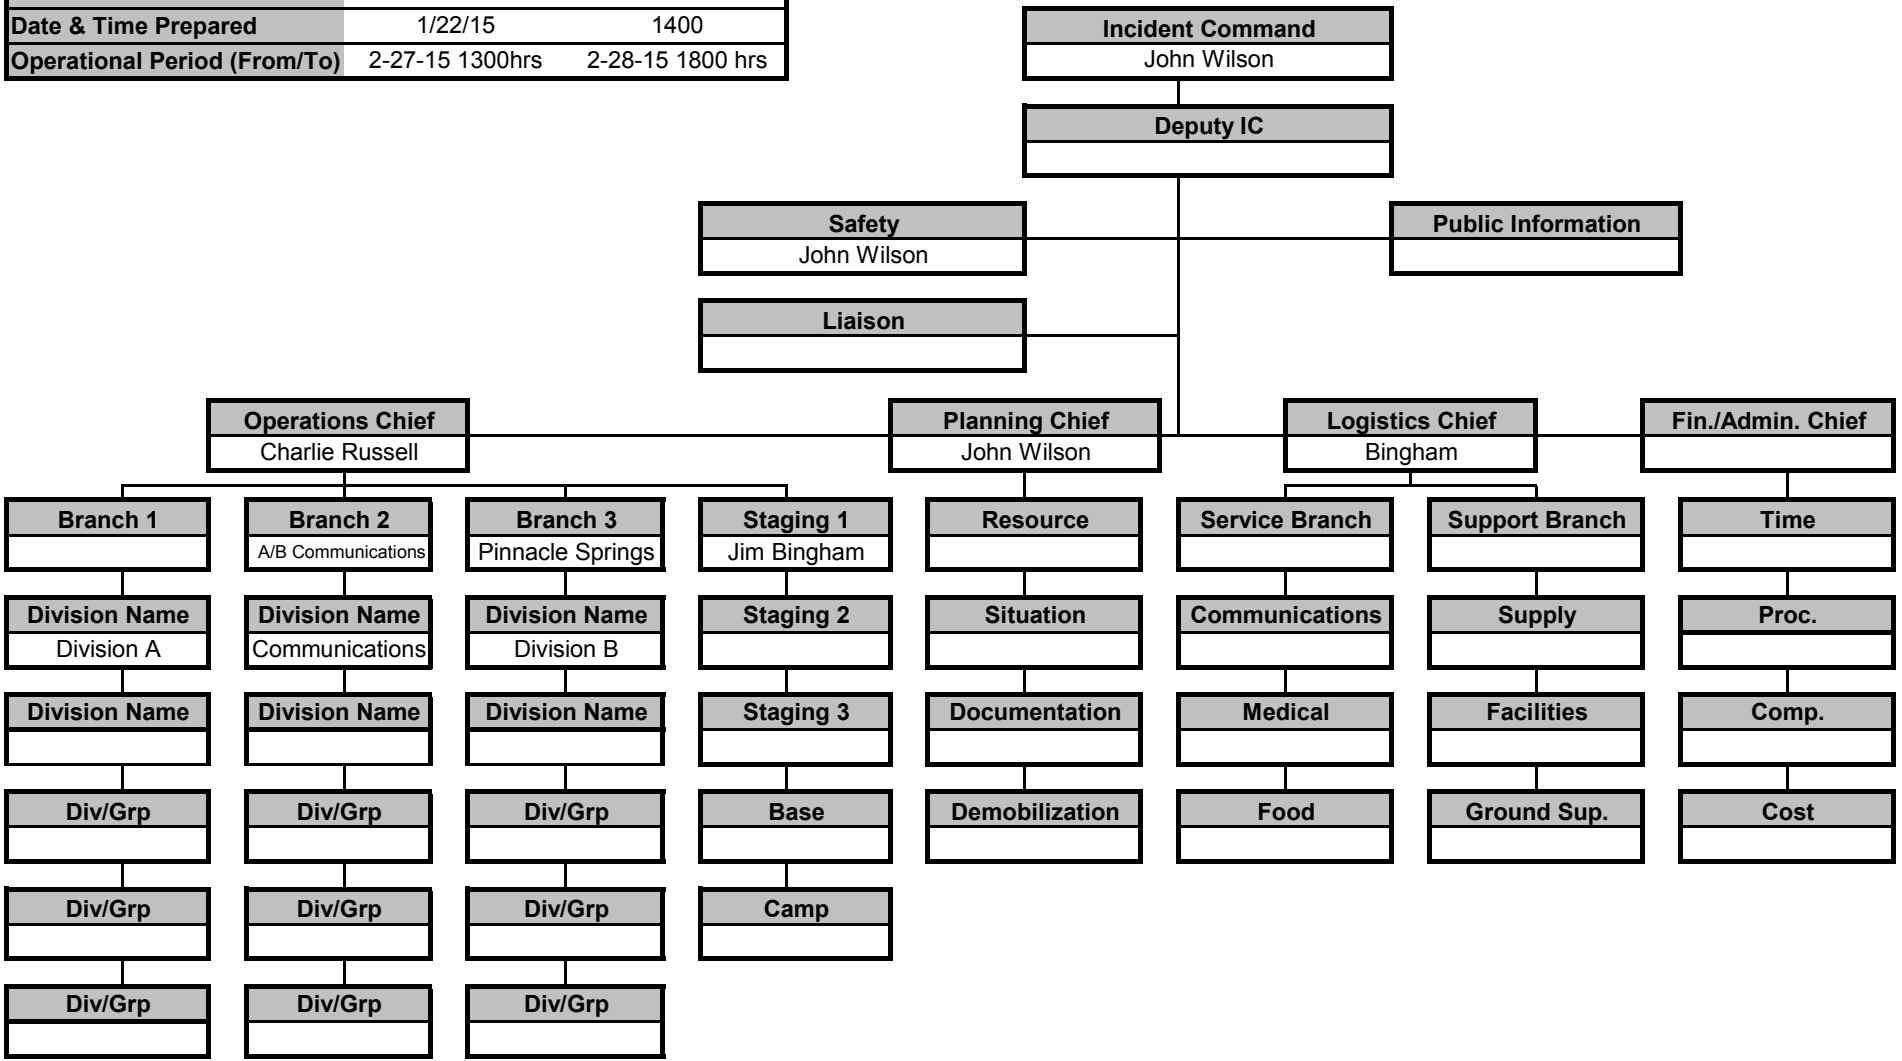 Date & Time Prepared 1/22/15 1400
Operational Period (From/To) 2-27-15 1300hrs 2-28-15 1800 hrs
Incident Command
John Wilson
Deputy IC
Safety Public Information
John Wilson
Liaison
Operations Chief Planning Chief Logistics Chief Fin./Admin. Chief
Charlie Russell John Wilson Bingham
Branch 1 Branch 2 Branch 3 Staging 1 Resource Service Branch Support Branch Time
A/B Communications Pinnacle Springs Jim Bingham
Division Name Division Name Division Name Staging 2 Situation Communications Supply Proc.
Division A Communications Division B
Division Name Division Name Division Name Staging 3 Documentation Medical Facilities Comp.
Div/Grp Div/Grp Div/Grp Base Demobilization Food Ground Sup. Cost
Div/Grp Div/Grp Div/Grp Camp
Div/Grp Div/Grp Div/Grp